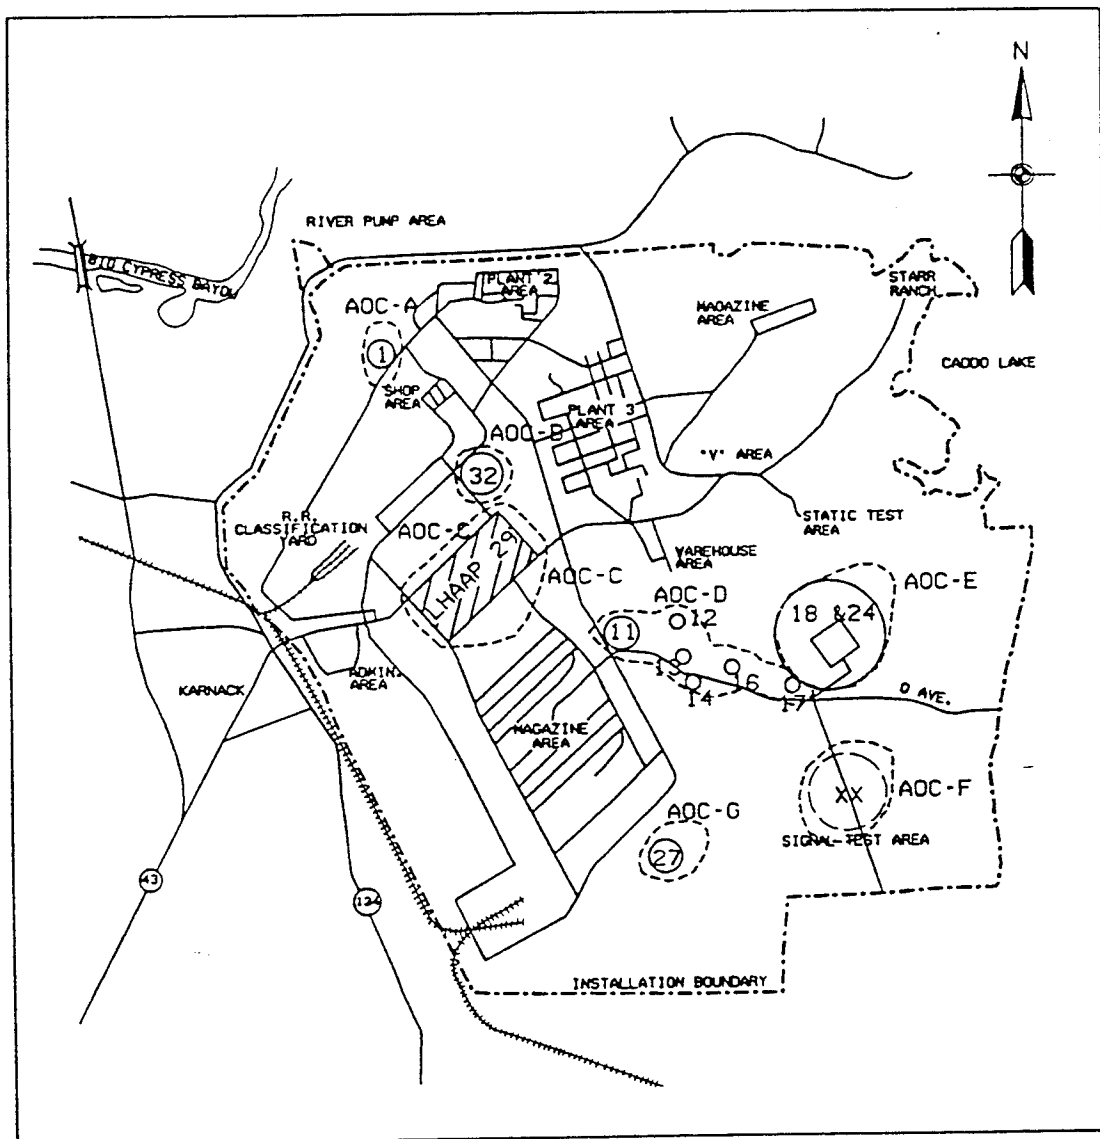 N
RIVER PUMP AREA
BIG CYPRESS BAYOU
PLANT 2
AREA
STARR
RANCH
AOC-A
MAGAZINE
AREA
1
CADDO LAKE
SHOP
AREA
PLANT 3
AREA
AOC-B
"Y" AREA
32
R.R.
CLASSIFICATION
YARD
AOC-C
STATIC TEST
AREA
LHAAP 29
WAREHOUSE
AREA
AOC-C
AOC-E
AOC-D
12
18 &24
11
13
16
ADMIN.
AREA
KARNACK
14
17
O AVE.
MAGAZINE
AREA
XX
AOC-F
AOC-G
SIGNAL-TEST AREA
27
43
134
INSTALLATION BOUNDARY